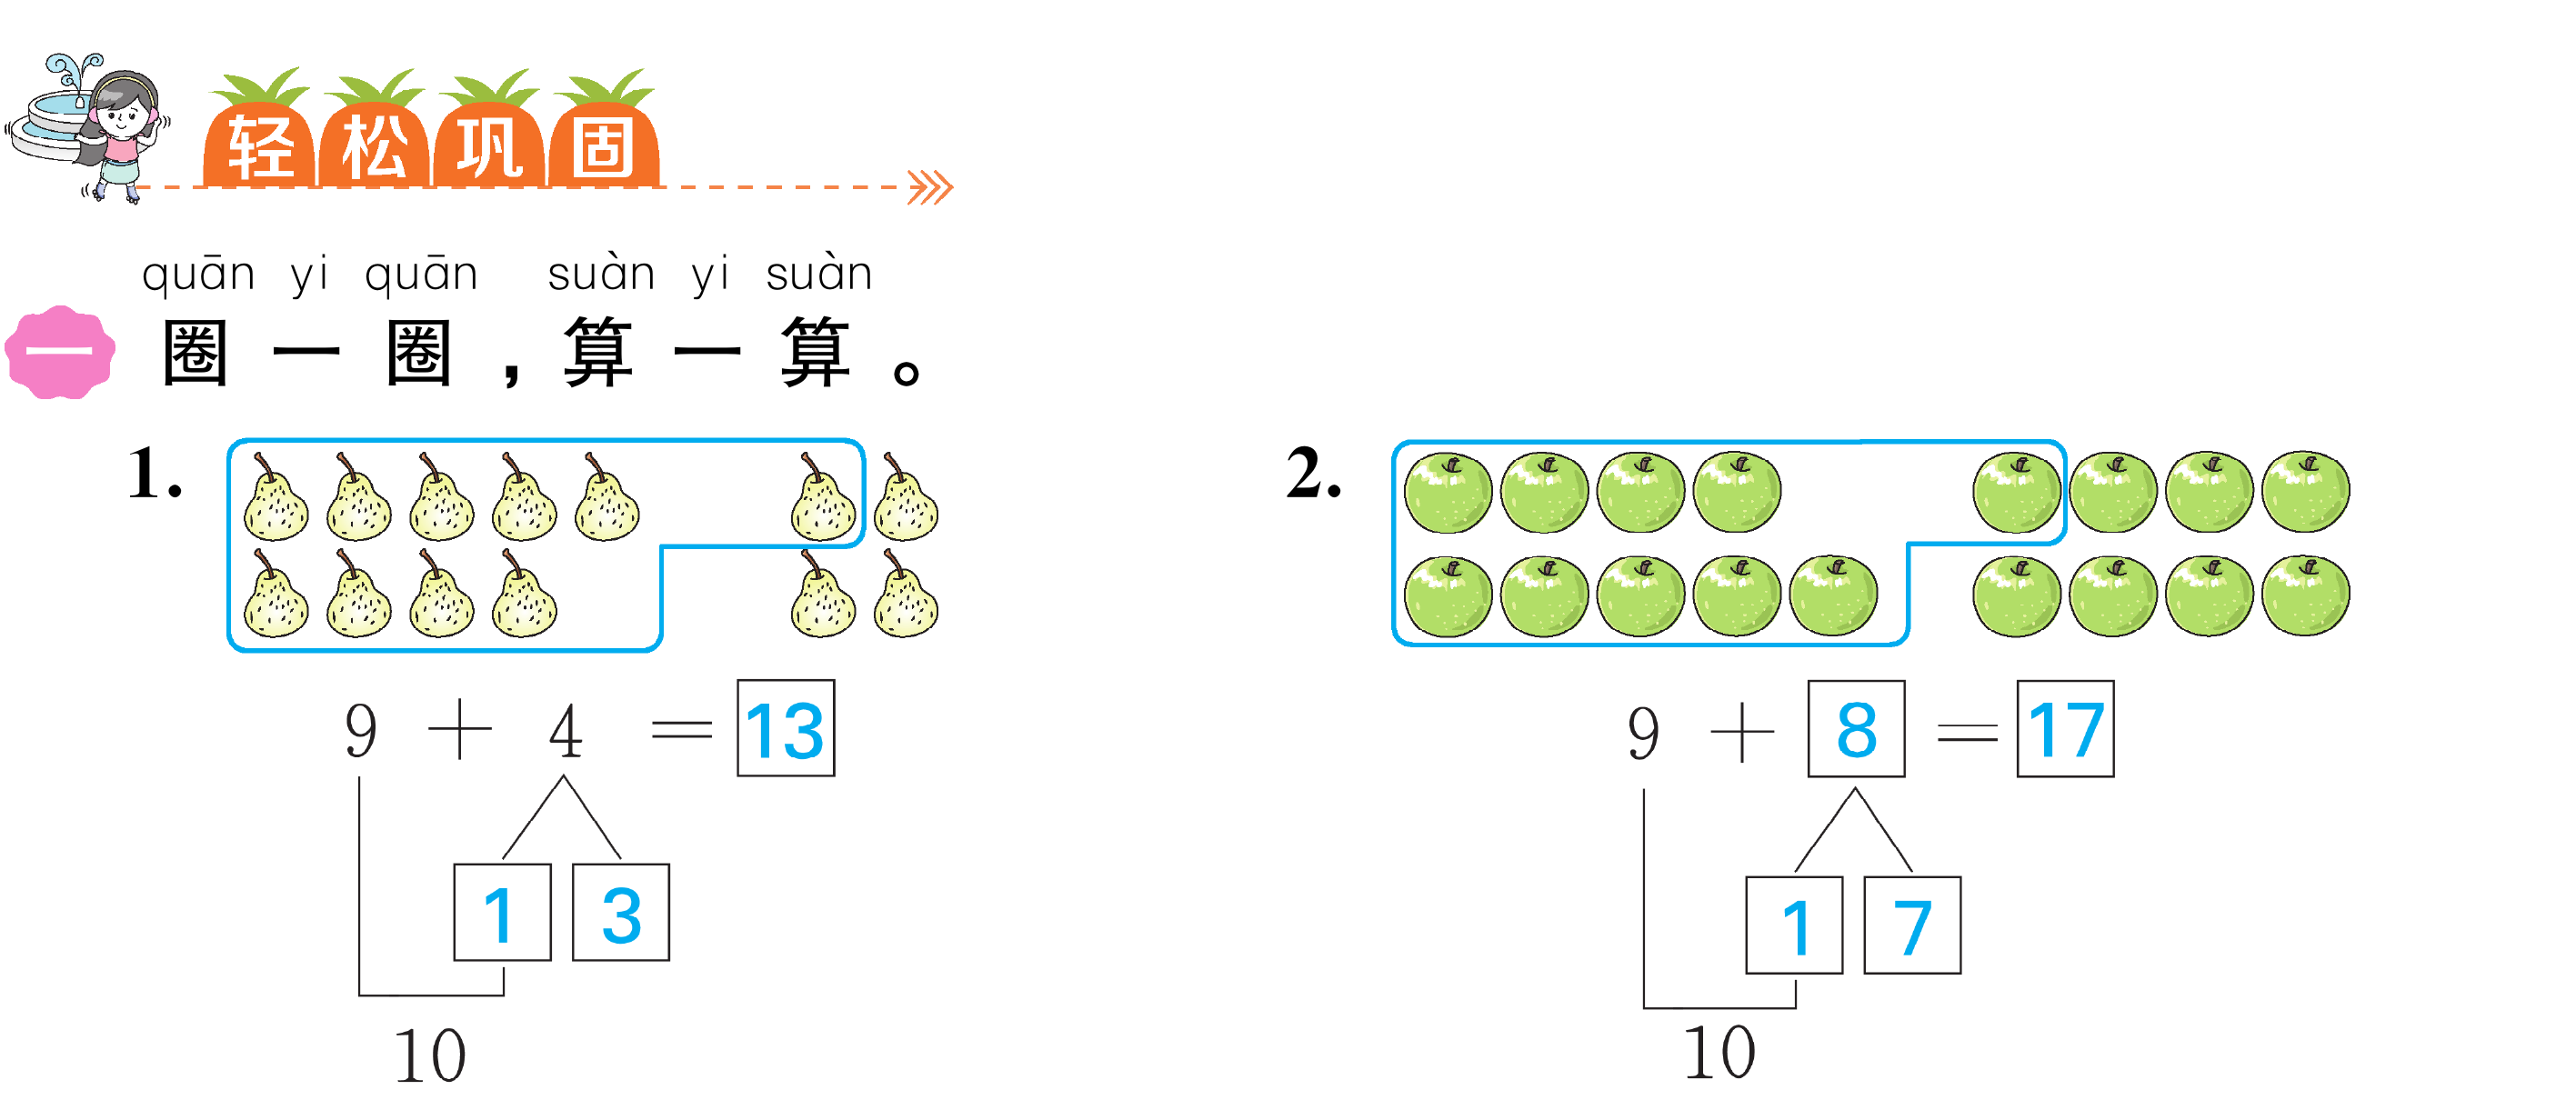 轻松巩固
quān yi quān suàn yi suàn
一 圈一圈，算一算。
1. 2.
9 + 4 = 13 9 + 8 = 17
1 3 1 7
10 10